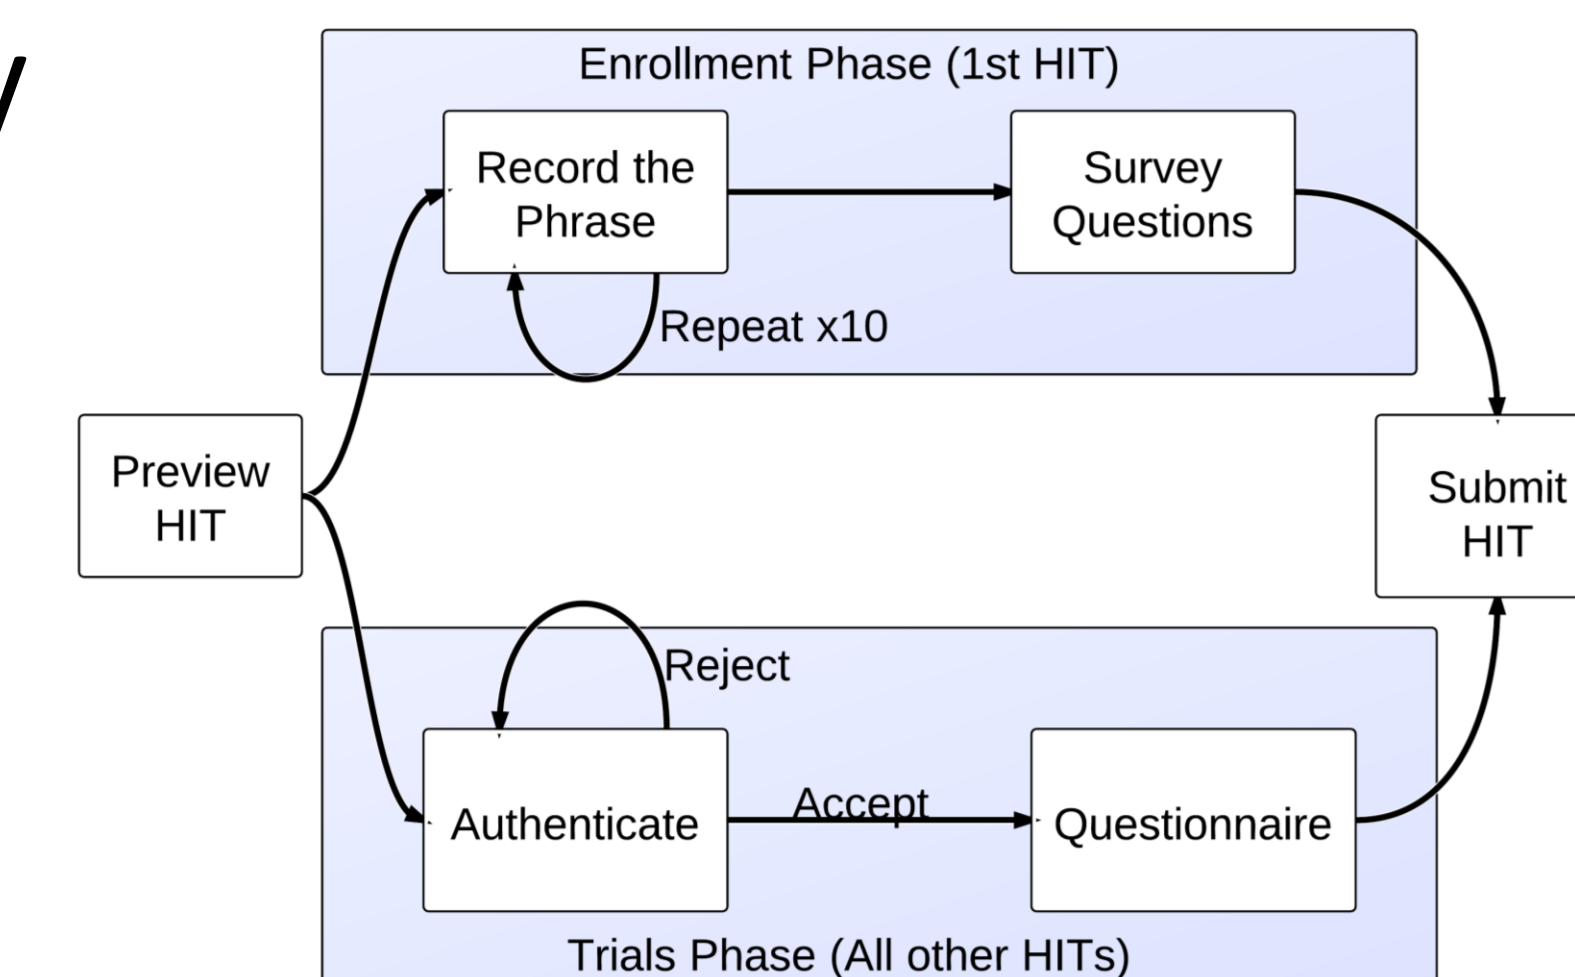 Enrollment Phase (1st HIT)
Record the
Phrase
Survey
Questions
Repeat x10
Preview
HIT
Submit
HIT
Reject
Authenticate
Accept
Questionnaire
Trials Phase (All other HITs)